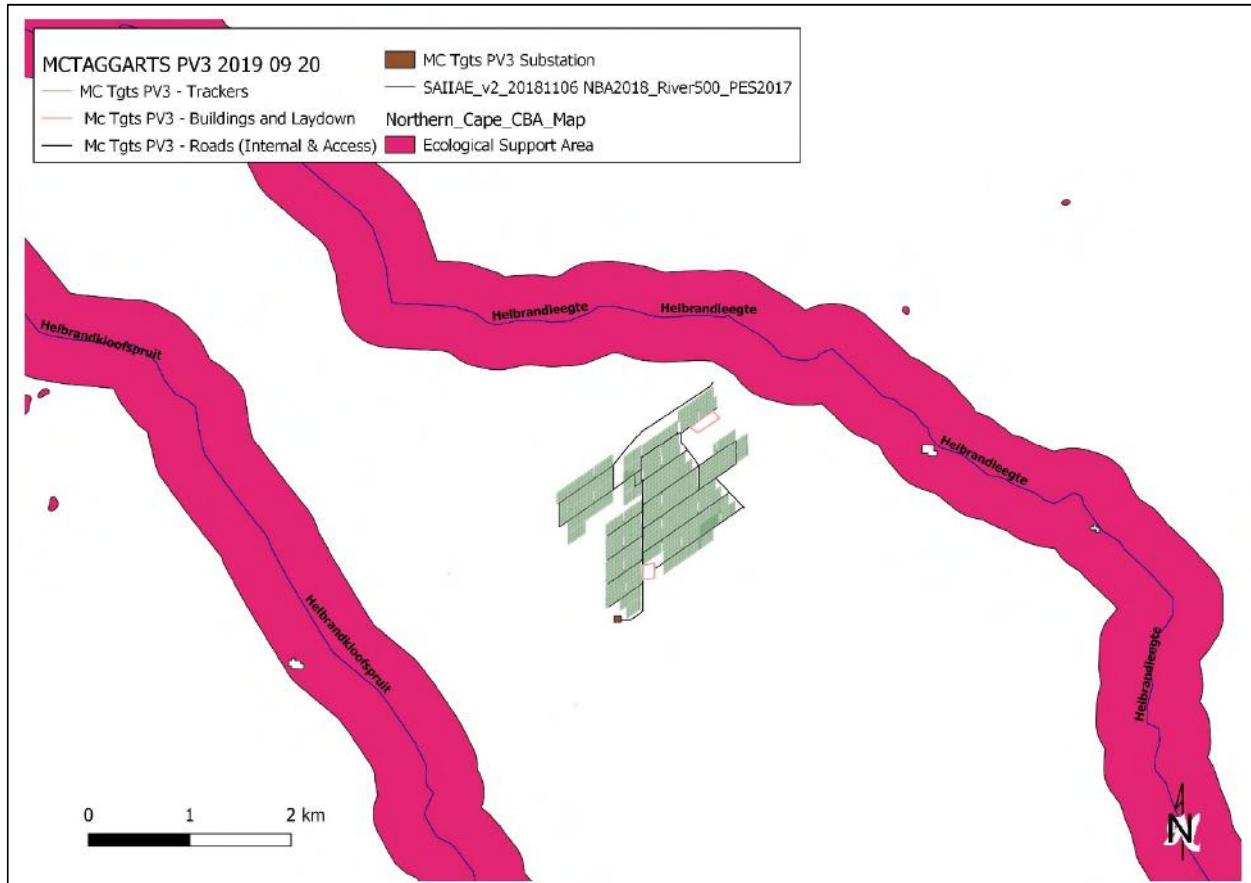 MCTAGGARTS PV3 2019 09 20
MC Tgts PV3 - Trackers
Mc Tgts PV3 - Buildings and Laydown
Mc Tgts PV3 - Roads (Internal & Access)
MC Tgts PV3 Substation
SAIIAE_v2_20181106 NBA2018_River500_PES2017
Northern_Cape_CBA_Map
Ecological Support Area
Helbrandleegte
Helbrandleegte
Helbrandkloofspruit
Helbrandleegte
Helbrandkloofspruit
Helbrandleegte
0 1 2 km
N